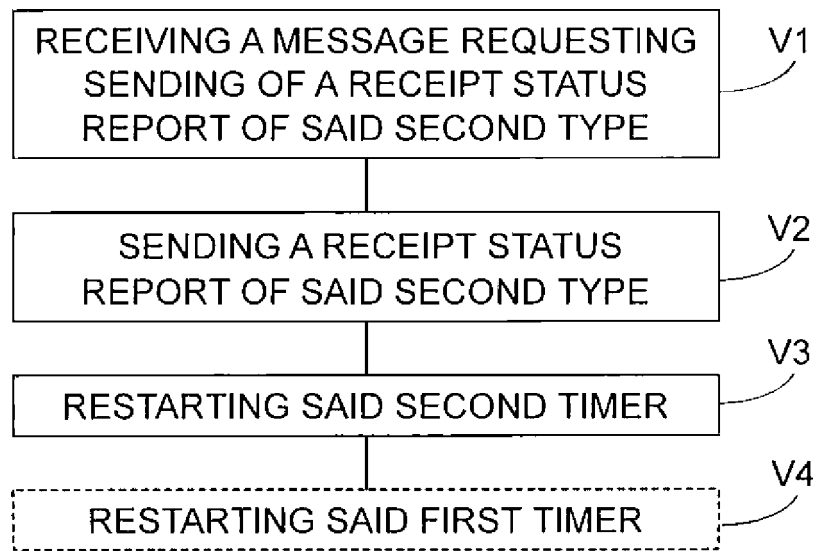 RECEIVING A MESSAGE REQUESTING
SENDING OF A RECEIPT STATUS
REPORT OF SAID SECOND TYPE
V1
SENDING A RECEIPT STATUS
REPORT OF SAID SECOND TYPE
V2
RESTARTING SAID SECOND TIMER
V3
RESTARTING SAID FIRST TIMER
V4